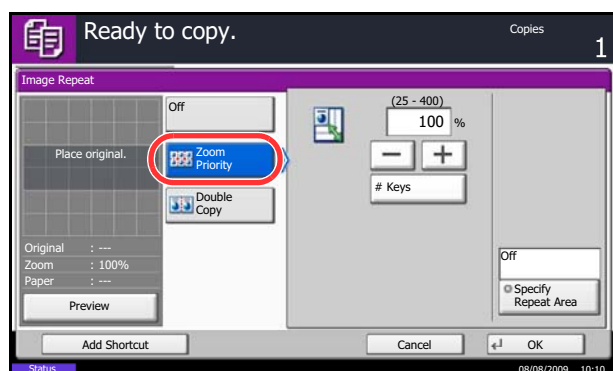 Ready to copy.
Copies
1
Image Repeat
Place original.
Original : ---
Zoom : 100%
Paper : ---
Preview
Off
Zoom
Priority
Double
Copy
(25 - 400)
100 %
# Keys
Off
Specify
Repeat Area
Add Shortcut
Cancel
OK
Status
08/08/2009 10:10